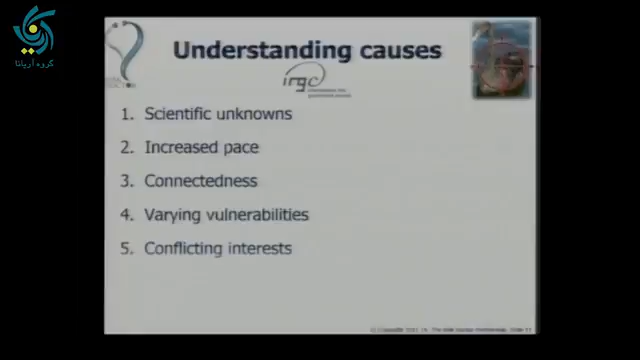 گروه آریانا
Understanding causes
irgc
1. Scientific unknowns
2. Increased pace
3. Connectedness
4. Varying vulnerabilities
5. Conflicting interests